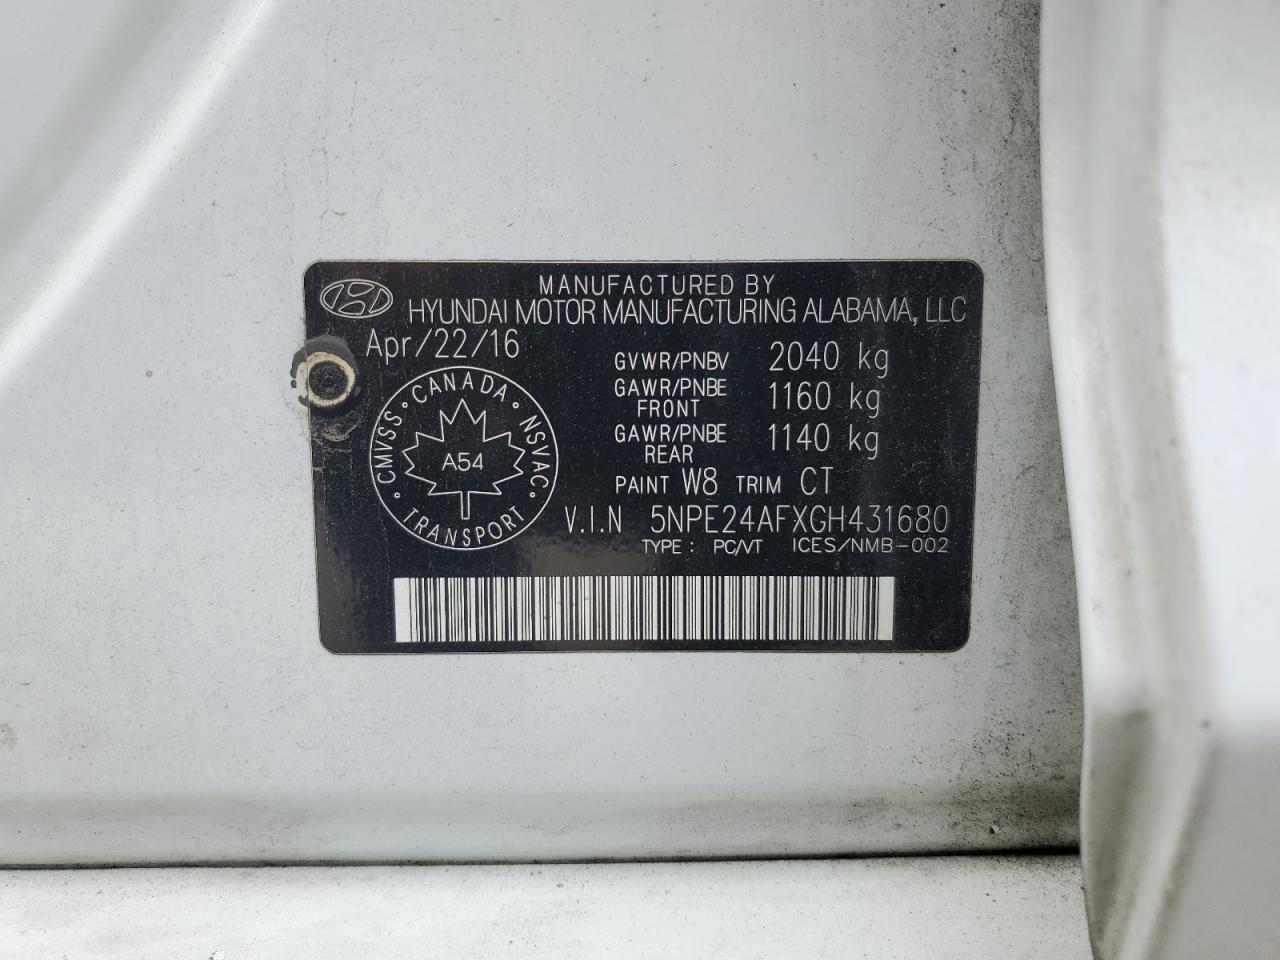 MANUFACTURED BY
HYUNDAI MOTOR MANUFACTURING ALABAMA, LLC
Apr/22/16
GVWR/PNBV 2040 kg
GAWR/PNBE FRONT 1160 kg
GAWR/PNBE REAR 1140 kg
PAINT W8 TRIM CT
V.I.N 5NPE24AFXGH431680
TYPE: PC/VT ICES/NMB-002
CMVSS · CANADA · NSVAC · TRANSPORT ·
A54